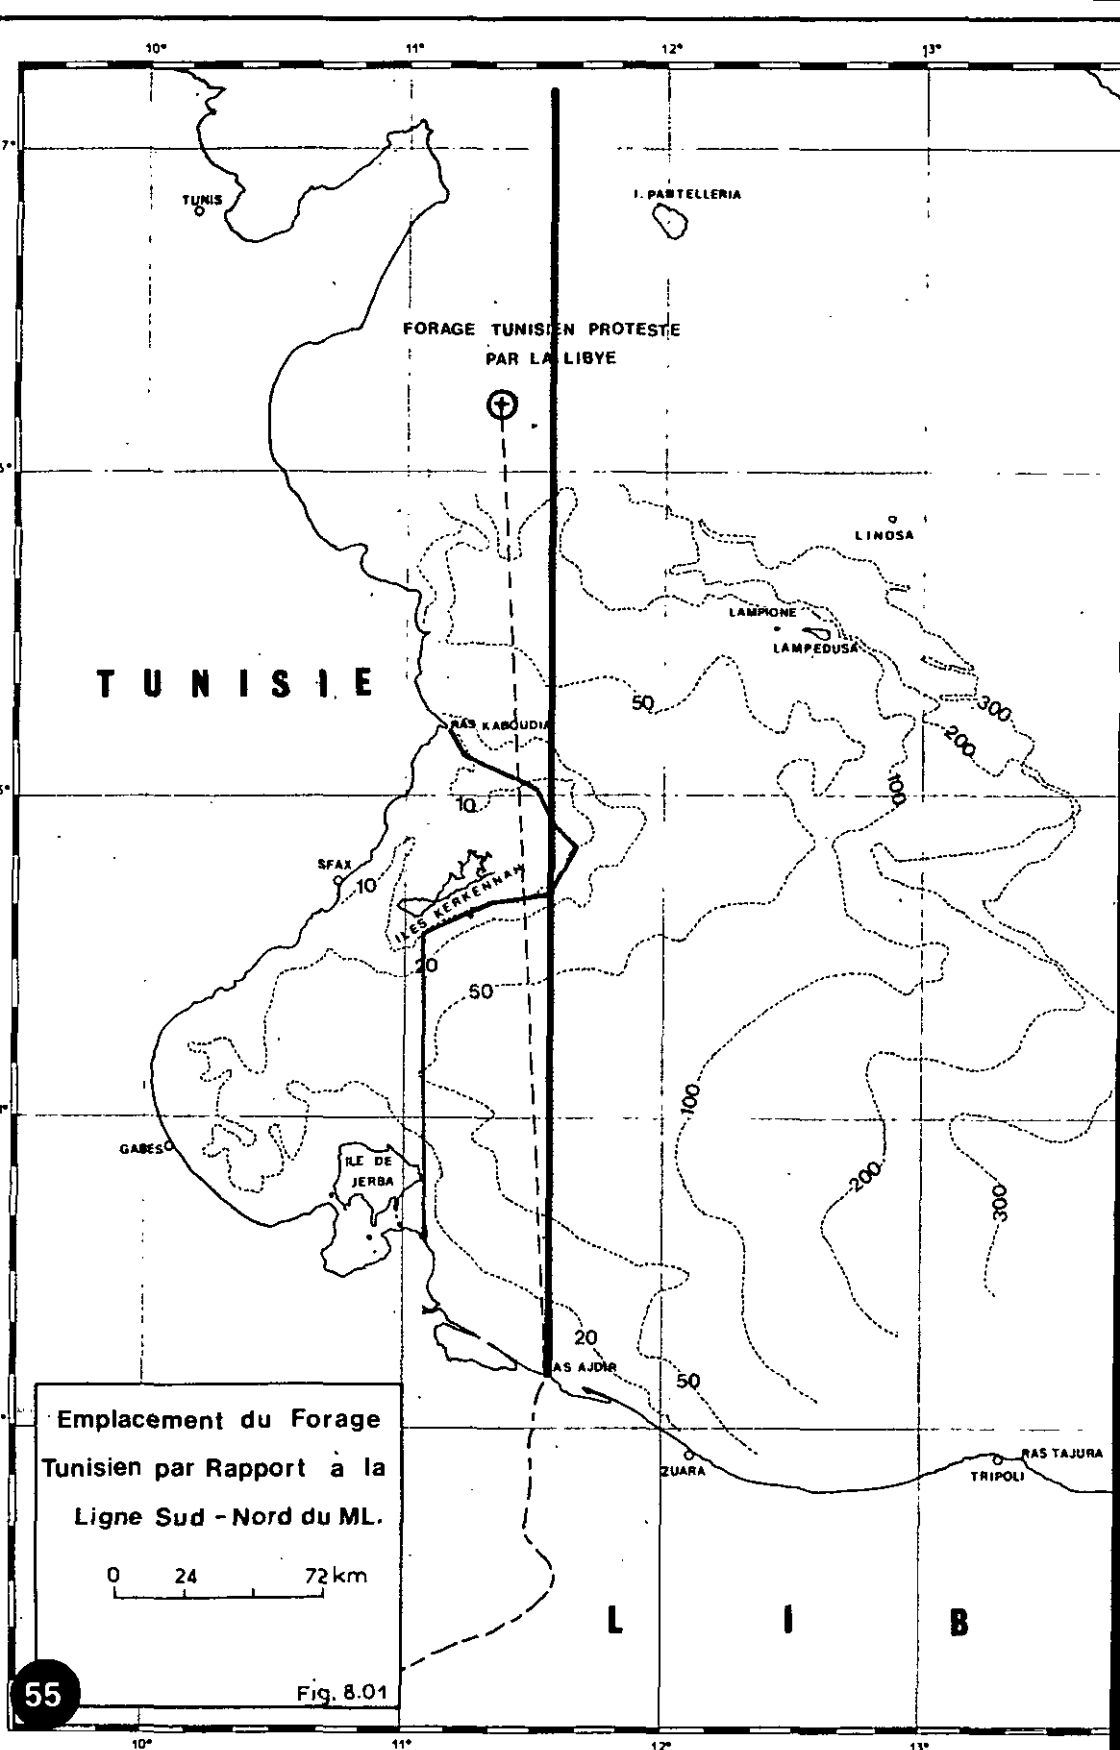 10° 11° 12° 13°
7°
TUNIS
I. PANTELLERIA
FORAGE TUNISIEN PROTESTE
PAR LA LIBYE
LINOSA
LAMPIONE
LAMPEDUSA
TUNISIE
50
300
200
100
RAS KABOUDIA
10
SFAX
10
ILES KERKENNAH
20
50
100
GABES
ILE DE
JERBA
200
300
20
AS AJDIR
50
ZUARA
RAS TAJURA
TRIPOLI
Emplacement du Forage
Tunisien par Rapport à la
Ligne Sud - Nord du ML.
0 24 72 km
L I B
55
Fig. 8.01
10° 11° 12° 13°